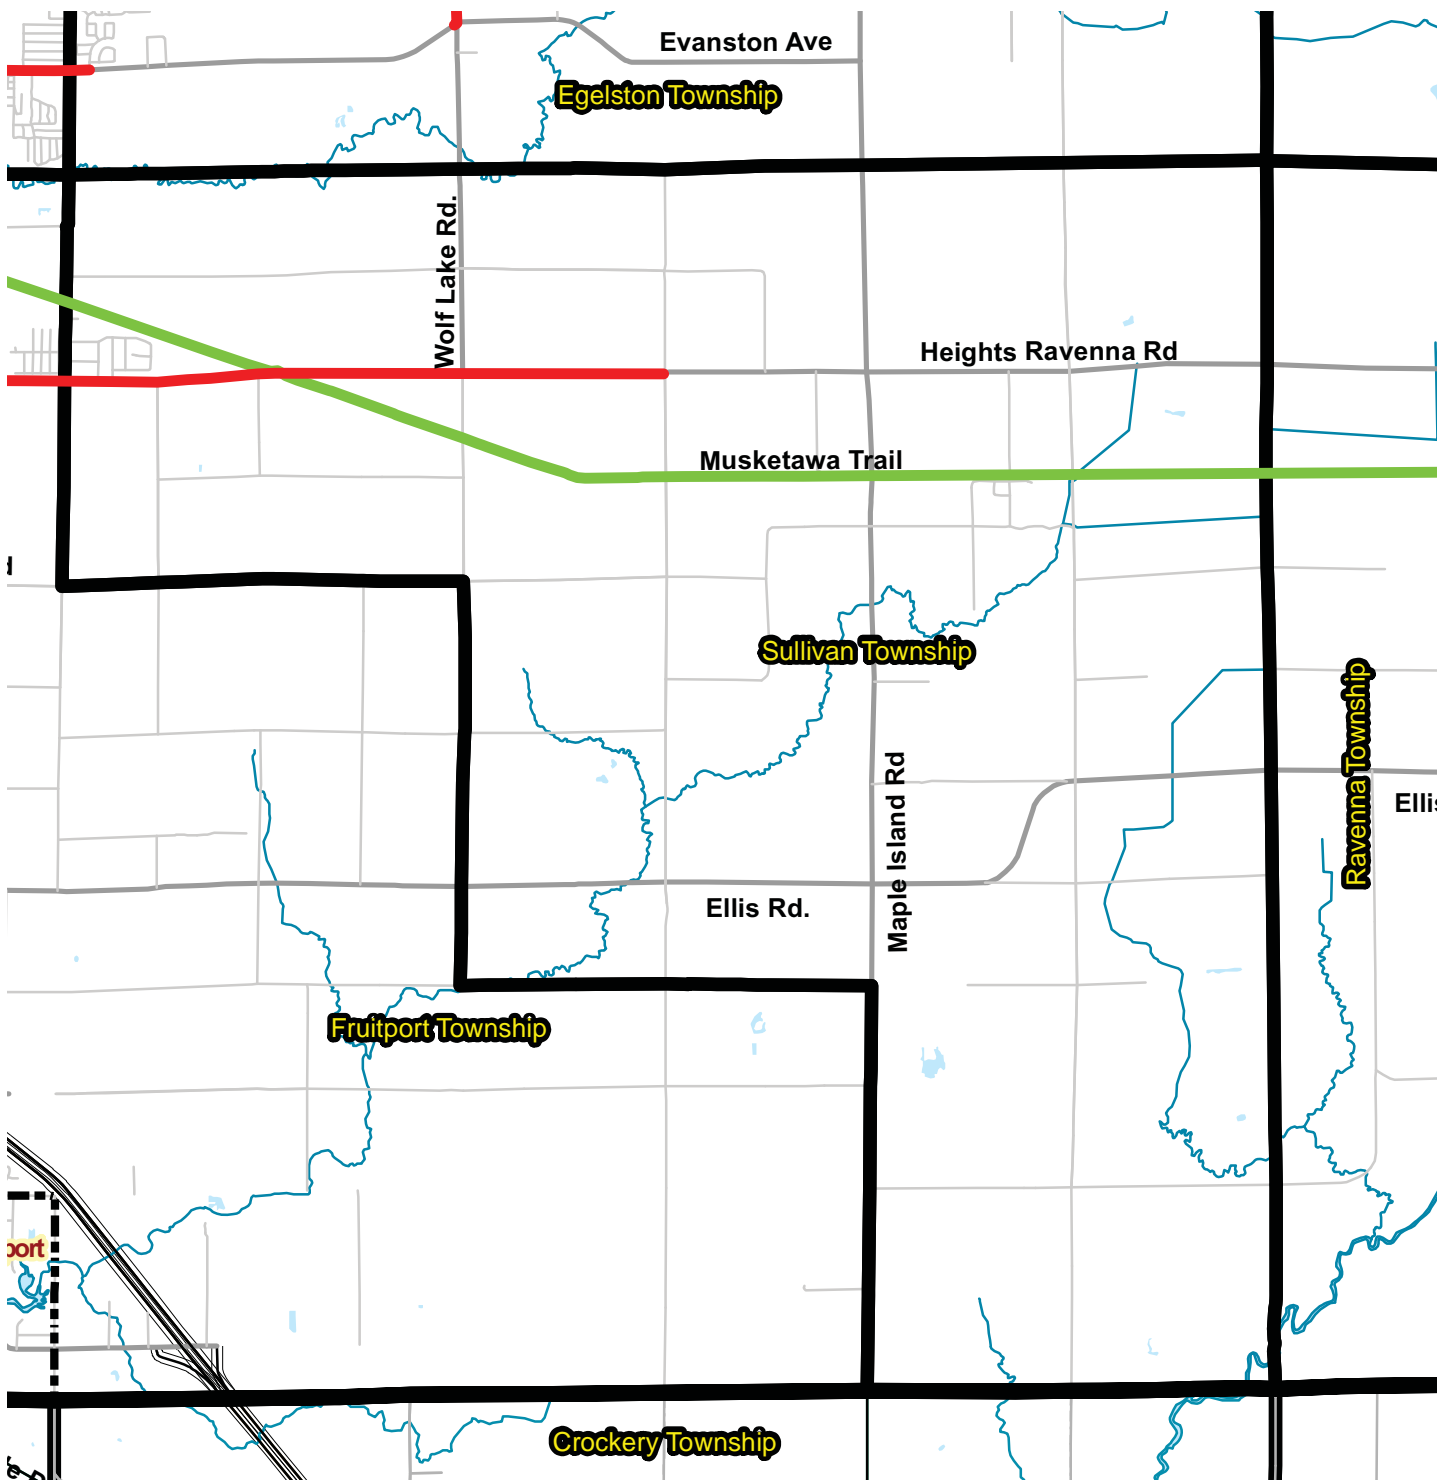 Evanston Ave
Egelston Township
Wolf Lake Rd.
Heights Ravenna Rd
Musketawa Trail
Sullivan Township
Ravenna Township
Maple Island Rd
Ellis Rd.
Fruitport Township
port
Crockery Township